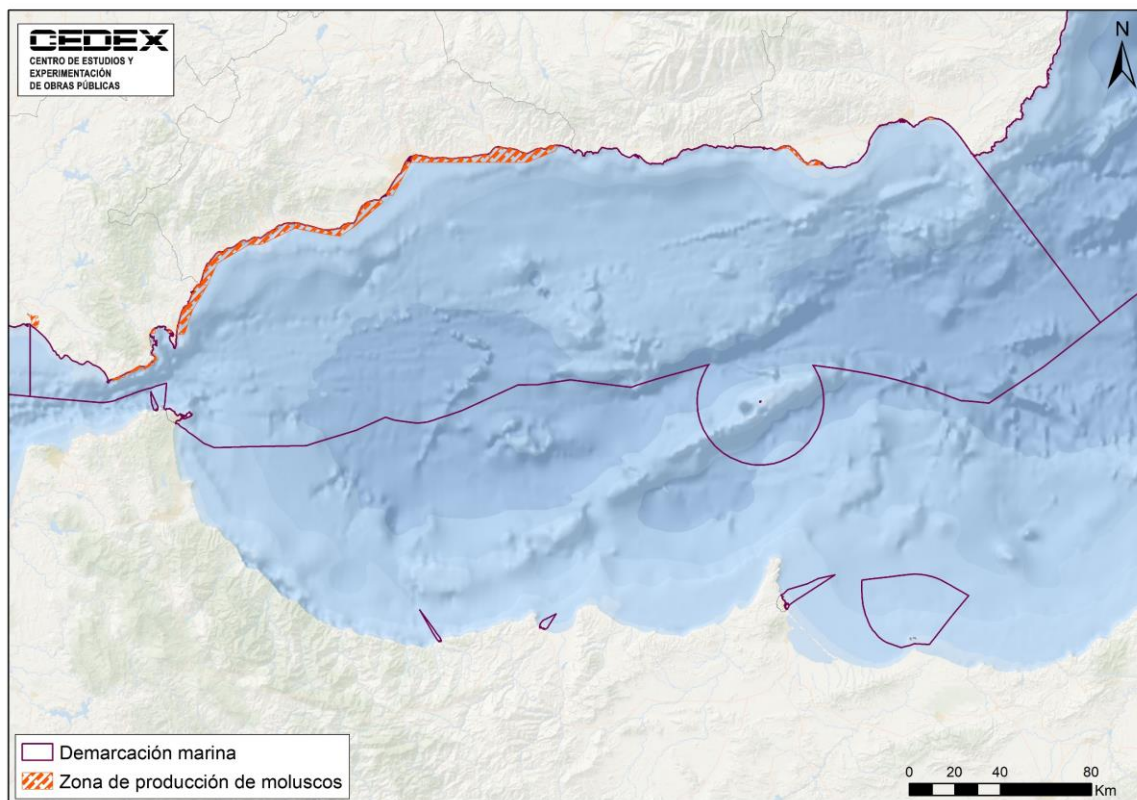 CEDEX
CENTRO DE ESTUDIOS Y
EXPERIMENTACIÓN
DE OBRAS PÚBLICAS
N
Demarcación marina
Zona de producción de moluscos
0 20 40 80
Km